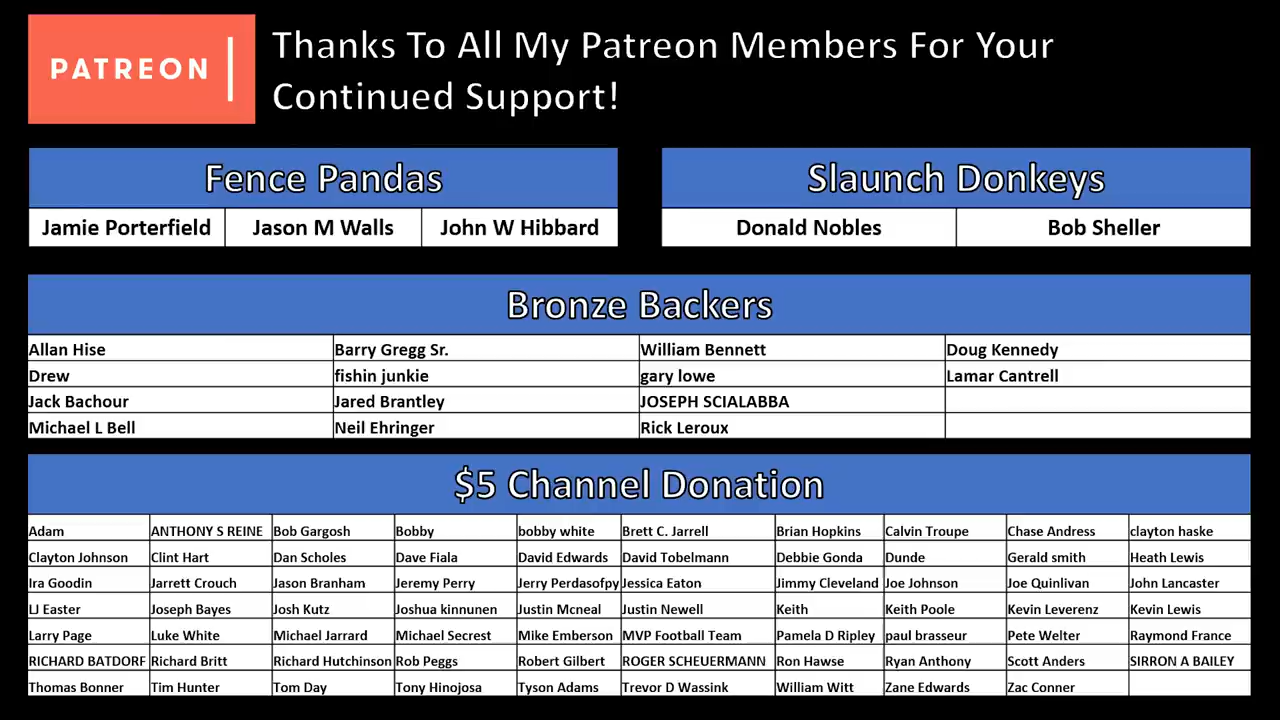 PATREON
Thanks To All My Patreon Members For Your
Continued Support!
Fence Pandas
Jamie Porterfield Jason M Walls John W Hibbard
Slaunch Donkeys
Donald Nobles Bob Sheller
Bronze Backers
Allan Hise Barry Gregg Sr. William Bennett Doug Kennedy
Drew fishin junkie gary lowe Lamar Cantrell
Jack Bachour Jared Brantley JOSEPH SCIALABBA
Michael L Bell Neil Ehringer Rick Leroux
$5 Channel Donation
Adam ANTHONY S REINE Bob Gargosh Bobby bobby white Brett C. Jarrell Brian Hopkins Calvin Troupe Chase Andress clayton haske
Clayton Johnson Clint Hart Dan Scholes Dave Fiala David Edwards David Tobelmann Debbie Gonda Dunde Gerald smith Heath Lewis
Ira Goodin Jarrett Crouch Jason Branham Jeremy Perry Jerry Perdasofpy Jessica Eaton Jimmy Cleveland Joe Johnson Joe Quinlivan John Lancaster
LJ Easter Joseph Bayes Josh Kutz Joshua kinnunen Justin Mcneal Justin Newell Keith Keith Poole Kevin Leverenz Kevin Lewis
Larry Page Luke White Michael Jarrard Michael Secrest Mike Emberson MVP Football Team Pamela D Ripley paul brasseur Pete Welter Raymond France
RICHARD BATDORF Richard Britt Richard Hutchinson Rob Peggs Robert Gilbert ROGER SCHEUERMANN Ron Hawse Ryan Anthony Scott Anders SIRRON A BAILEY
Thomas Bonner Tim Hunter Tom Day Tony Hinojosa Tyson Adams Trevor D Wassink William Witt Zane Edwards Zac Conner